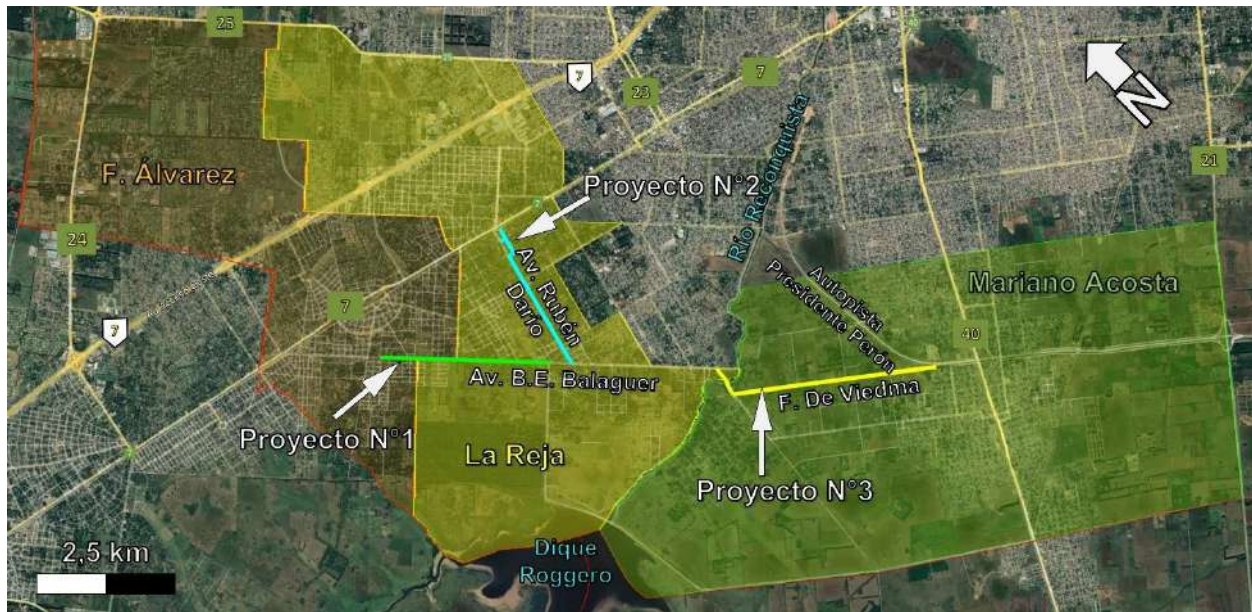 25
7
23
7
N
21
F. Álvarez
Proyecto N°2
Río Reconquista
24
Av. Rubén
Darío
Autopista
Presidente Perón
Mariano Acosta
7
7
40
Av. B.E. Balaguer
F. De Viedma
Proyecto N°1
La Reja
Proyecto N°3
2,5 km
Dique
Roggero